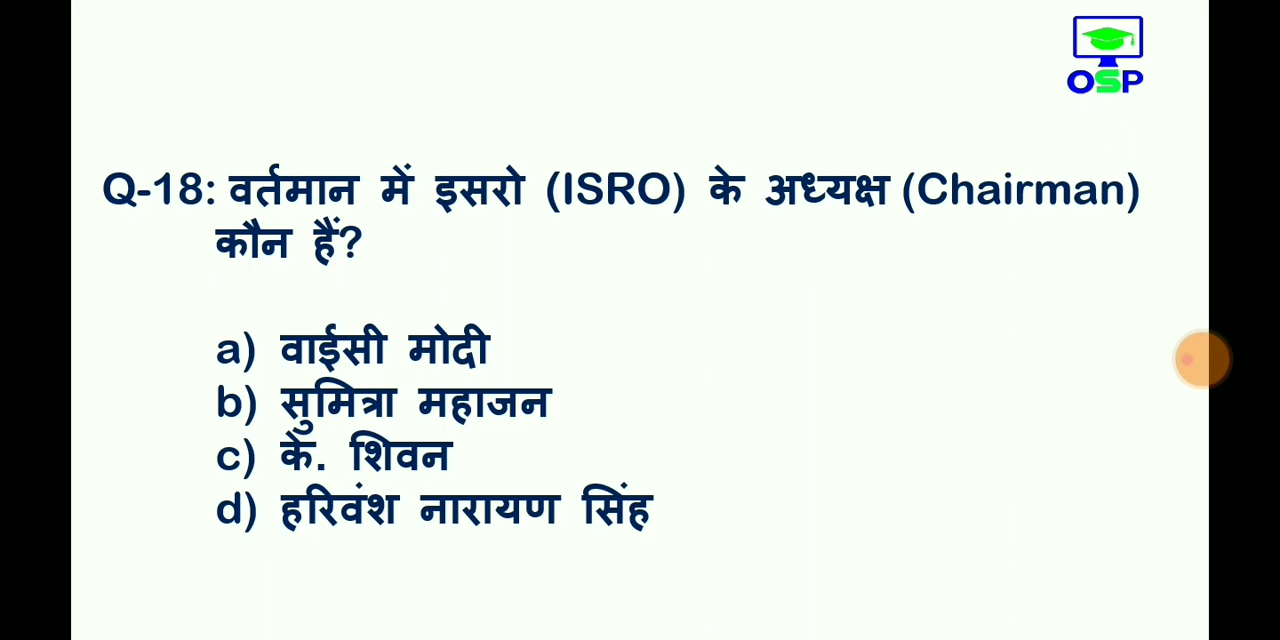 OSP
Q-18: वर्तमान में इसरो (ISRO) के अध्यक्ष (Chairman)
कौन हैं?
a) वाईसी मोदी
b) सुमित्रा महाजन
c) के. शिवन
d) हरिवंश नारायण सिंह